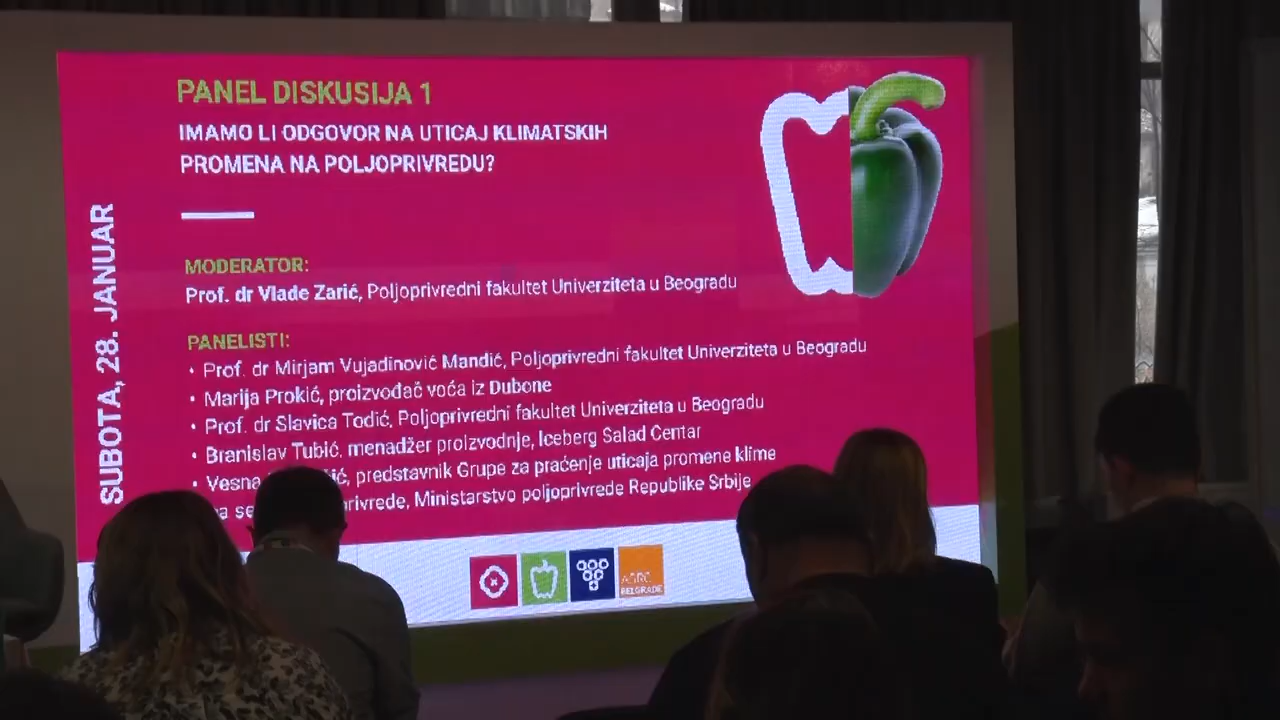 PANEL DISKUSIJA 1
IMAMO LI ODGOVOR NA UTICAJ KLIMATSKIH
PROMENA NA POLJOPRIVREDU?
SUBOTA, 28. JANUAR
MODERATOR:
Prof. dr Vlade Zarić, Poljoprivredni fakultet Univerziteta u Beogradu
PANELISTI:
• Prof. dr Mirjam Vujadinović Mandić, Poljoprivredni fakultet Univerziteta u Beogradu
• Marija Prokić, proizvođač voća iz Dubone
• Prof. dr Slavica Todić, Poljoprivredni fakultet Univerziteta u Beogradu
• Branislav Tubić, menadžer proizvodnje, Iceberg Salad Centar
• Vesna predstavnik Grupe za praćenje uticaja promene klime
Ministarstvo poljoprivrede Republike Srbije
AGRO
BELGRADE